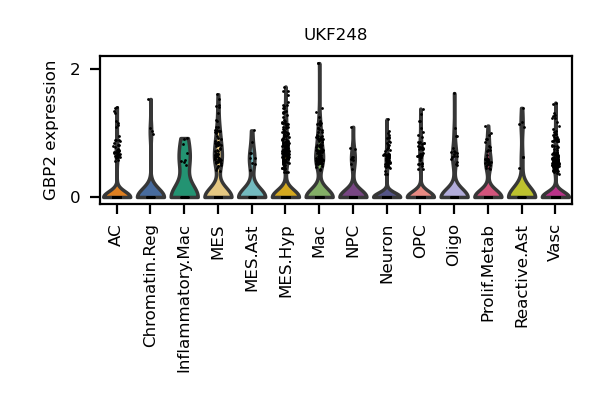 UKF248
GBP2 expression
2
0
AC
Chromatin.Reg
Inflammatory.Mac
MES
MES.Ast
MES.Hyp
Mac
NPC
Neuron
OPC
Oligo
Prolif.Metab
Reactive.Ast
Vasc